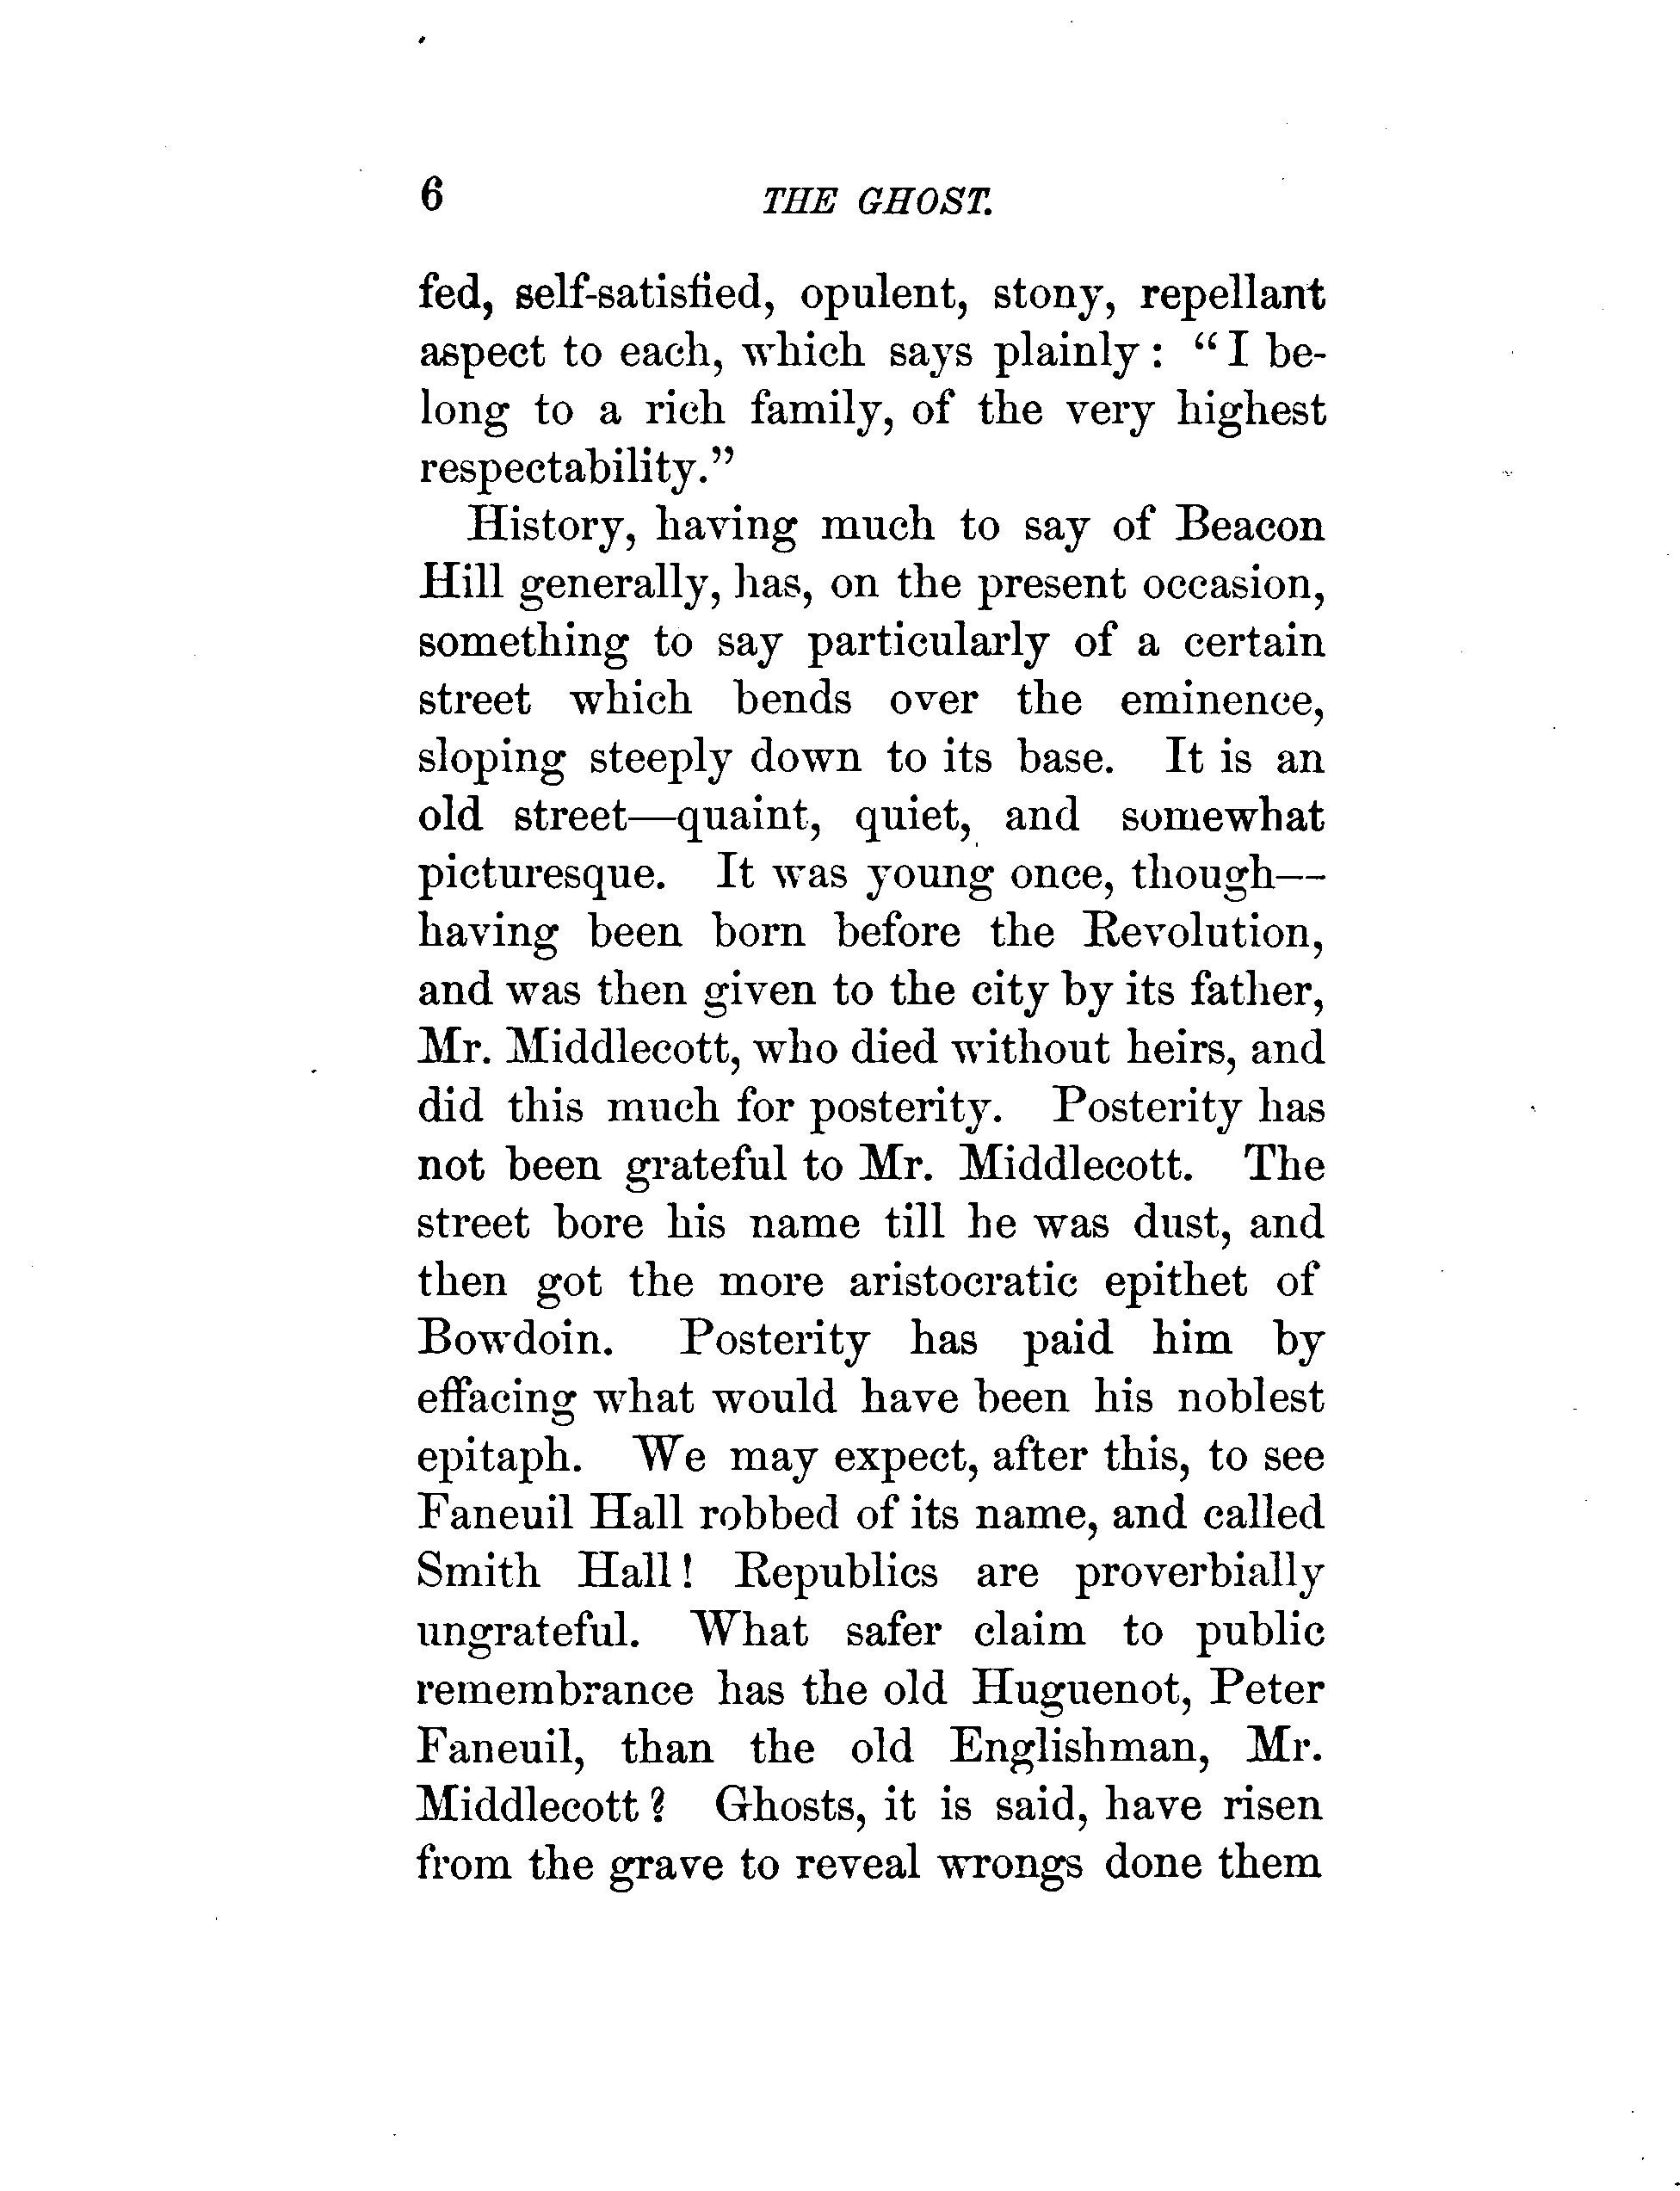 6 THE GHOST.
fed, self-satisfied, opulent, stony, repellant
aspect to each, which says plainly: "I be-
long to a rich family, of the very highest
respectability."
History, having much to say of Beacon
Hill generally, has, on the present occasion,
something to say particularly of a certain
street which bends over the eminence,
sloping steeply down to its base. It is an
old street—quaint, quiet, and somewhat
picturesque. It was young once, though—
having been born before the Revolution,
and was then given to the city by its father,
Mr. Middlecott, who died without heirs, and
did this much for posterity. Posterity has
not been grateful to Mr. Middlecott. The
street bore his name till he was dust, and
then got the more aristocratic epithet of
Bowdoin. Posterity has paid him by
effacing what would have been his noblest
epitaph. We may expect, after this, to see
Faneuil Hall robbed of its name, and called
Smith Hall! Republics are proverbially
ungrateful. What safer claim to public
remembrance has the old Huguenot, Peter
Faneuil, than the old Englishman, Mr.
Middlecott? Ghosts, it is said, have risen
from the grave to reveal wrongs done them